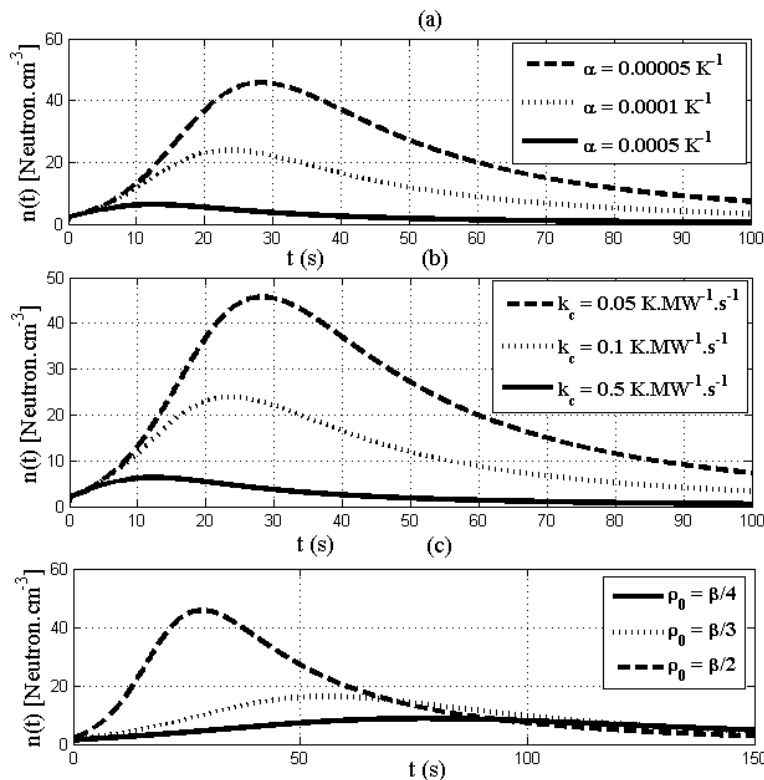 (a)
n(t) [Neutron.cm⁻³]
60
40
20
0
α = 0.00005 K⁻¹
α = 0.0001 K⁻¹
α = 0.0005 K⁻¹
0 10 20 30 40 50 60 70 80 90 100
t (s)
(b)
n(t) [Neutron.cm⁻³]
50
40
30
20
10
0
k_c = 0.05 K.MW⁻¹.s⁻¹
k_c = 0.1 K.MW⁻¹.s⁻¹
k_c = 0.5 K.MW⁻¹.s⁻¹
0 10 20 30 40 50 60 70 80 90 100
t (s)
(c)
n(t) [Neutron.cm⁻³]
60
40
20
0
ρ₀ = β/4
ρ₀ = β/3
ρ₀ = β/2
0 50 100 150
t (s)